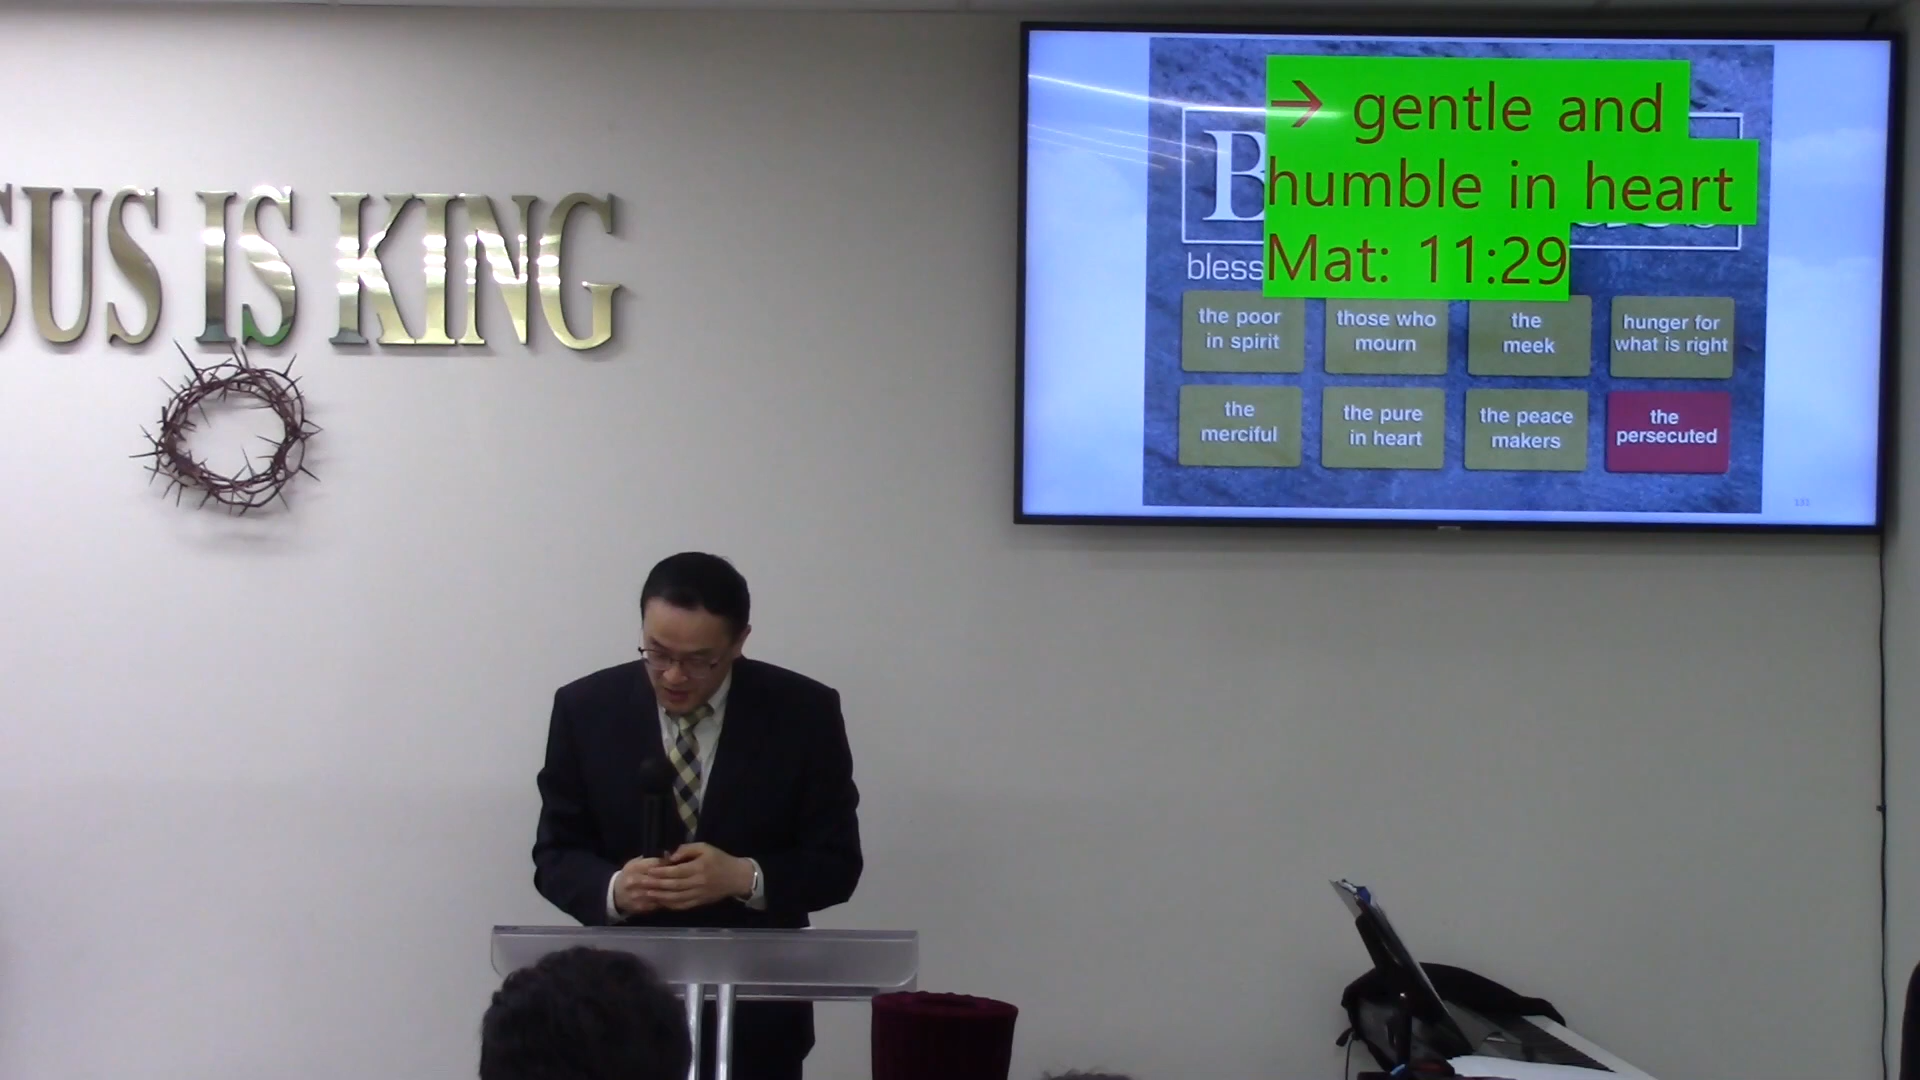 SUS IS KING
→ gentle and
humble in heart
Mat: 11:29
B
bless
the poor
in spirit
those who
mourn
the
meek
hunger for
what is right
the
merciful
the pure
in heart
the peace
makers
the
persecuted